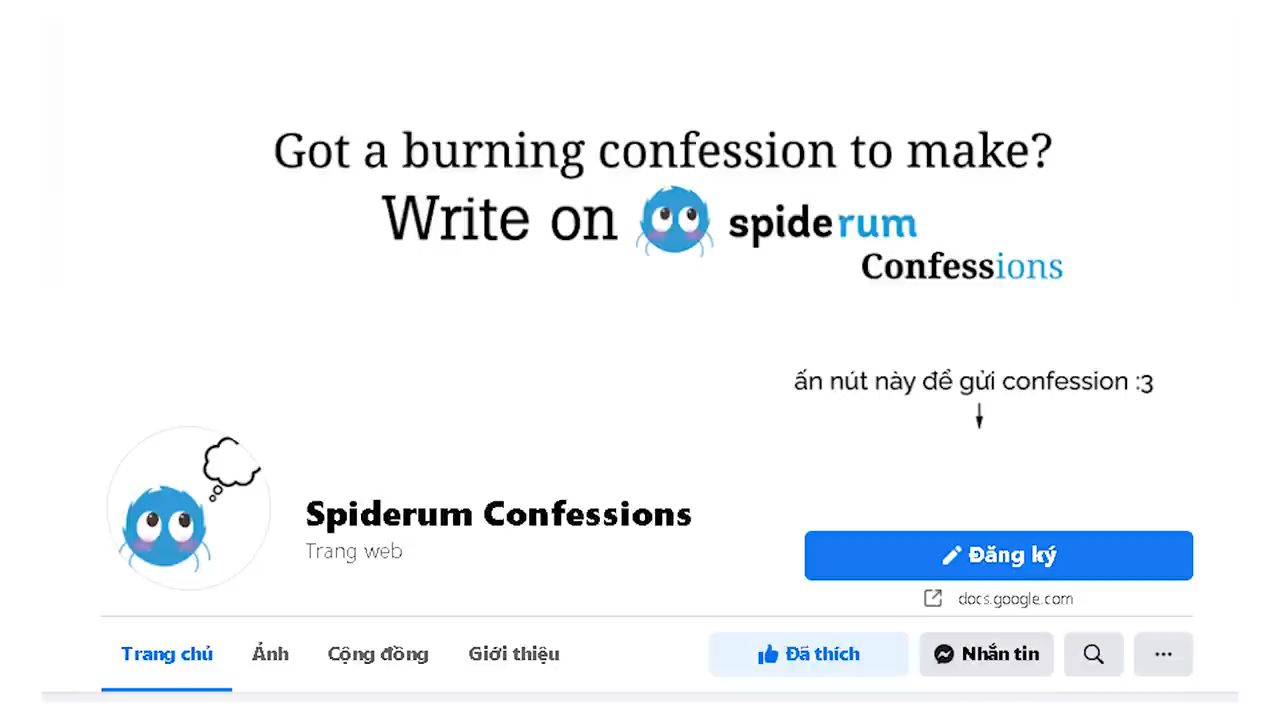 Got a burning confession to make?
Write on spiderum
Confessions
ấn nút này để gửi confession :3
Spiderum Confessions
Trang web
Đăng ký
docs.google.com
Trang chủ Ảnh Cộng đồng Giới thiệu Đã thích Nhắn tin ...